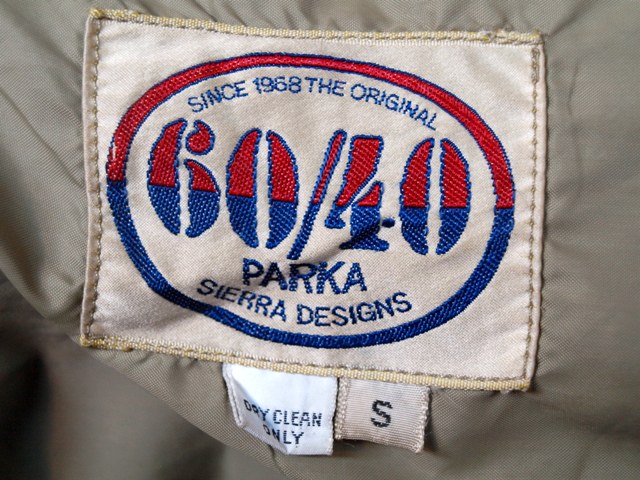 SINCE 1968 THE ORIGINAL
60/40
PARKA
SIERRA DESIGNS
DRY CLEAN
ONLY
S